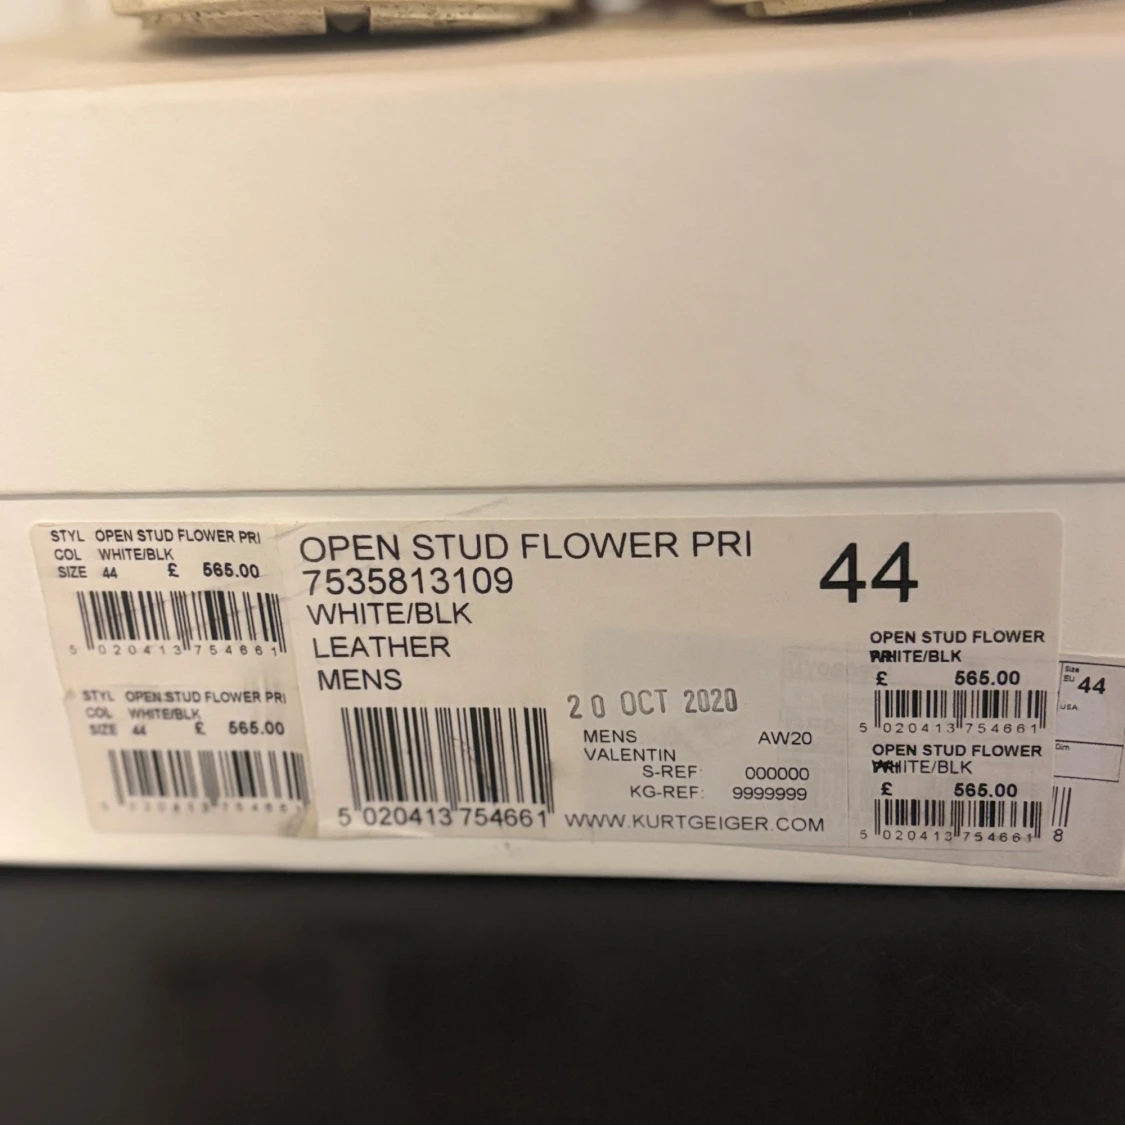 STYL OPEN STUD FLOWER PRI
COL WHITE/BLK
SIZE 44 £ 565.00
5 020413 754661
STYL OPEN STUD FLOWER PRI
COL WHITE/BLK
SIZE 44 £ 565.00
5 020413 754661
OPEN STUD FLOWER PRI
7535813109
WHITE/BLK
LEATHER
MENS
44
5 020413 754661
20 OCT 2020
MENS AW20
VALENTIN
S-REF: 000000
KG-REF: 9999999
WWW.KURTGEIGER.COM
OPEN STUD FLOWER
WHITE/BLK
£ 565.00
5 020413 754661
OPEN STUD FLOWER
WHITE/BLK
£ 565.00
5 020413 754661
Size
EU 44
USA
Dim
8